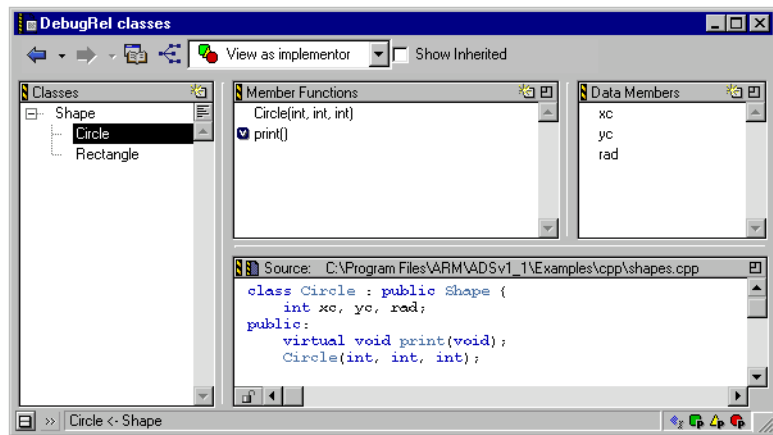 DebugRel classes
View as implementor
Show Inherited
Classes
Shape
Circle
Rectangle
Member Functions
Circle(int, int, int)
print()
Data Members
xc
yc
rad
Source: C:\Program Files\ARM\ADSv1_1\Examples\cpp\shapes.cpp
class Circle : public Shape {
int xc, yc, rad;
public:
virtual void print(void);
Circle(int, int, int);
Circle <- Shape